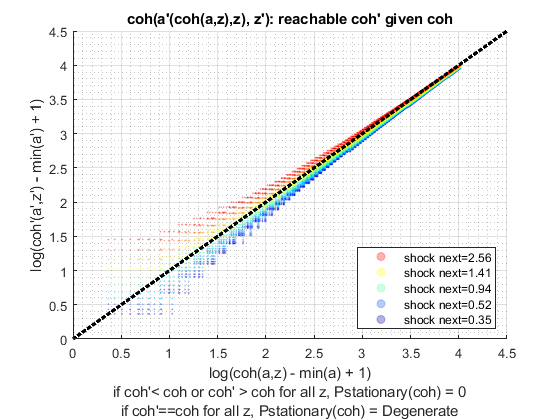 coh(a'(coh(a,z),z), z'): reachable coh' given coh
log(coh'(a',z') - min(a') + 1)
4.5
4
3.5
3
2.5
2
1.5
1
0.5
0
shock next=2.56
shock next=1.41
shock next=0.94
shock next=0.52
shock next=0.35
0 0.5 1 1.5 2 2.5 3 3.5 4 4.5
log(coh(a,z) - min(a) + 1)
if coh'< coh or coh' > coh for all z, Pstationary(coh) = 0
if coh'==coh for all z, Pstationary(coh) = Degenerate